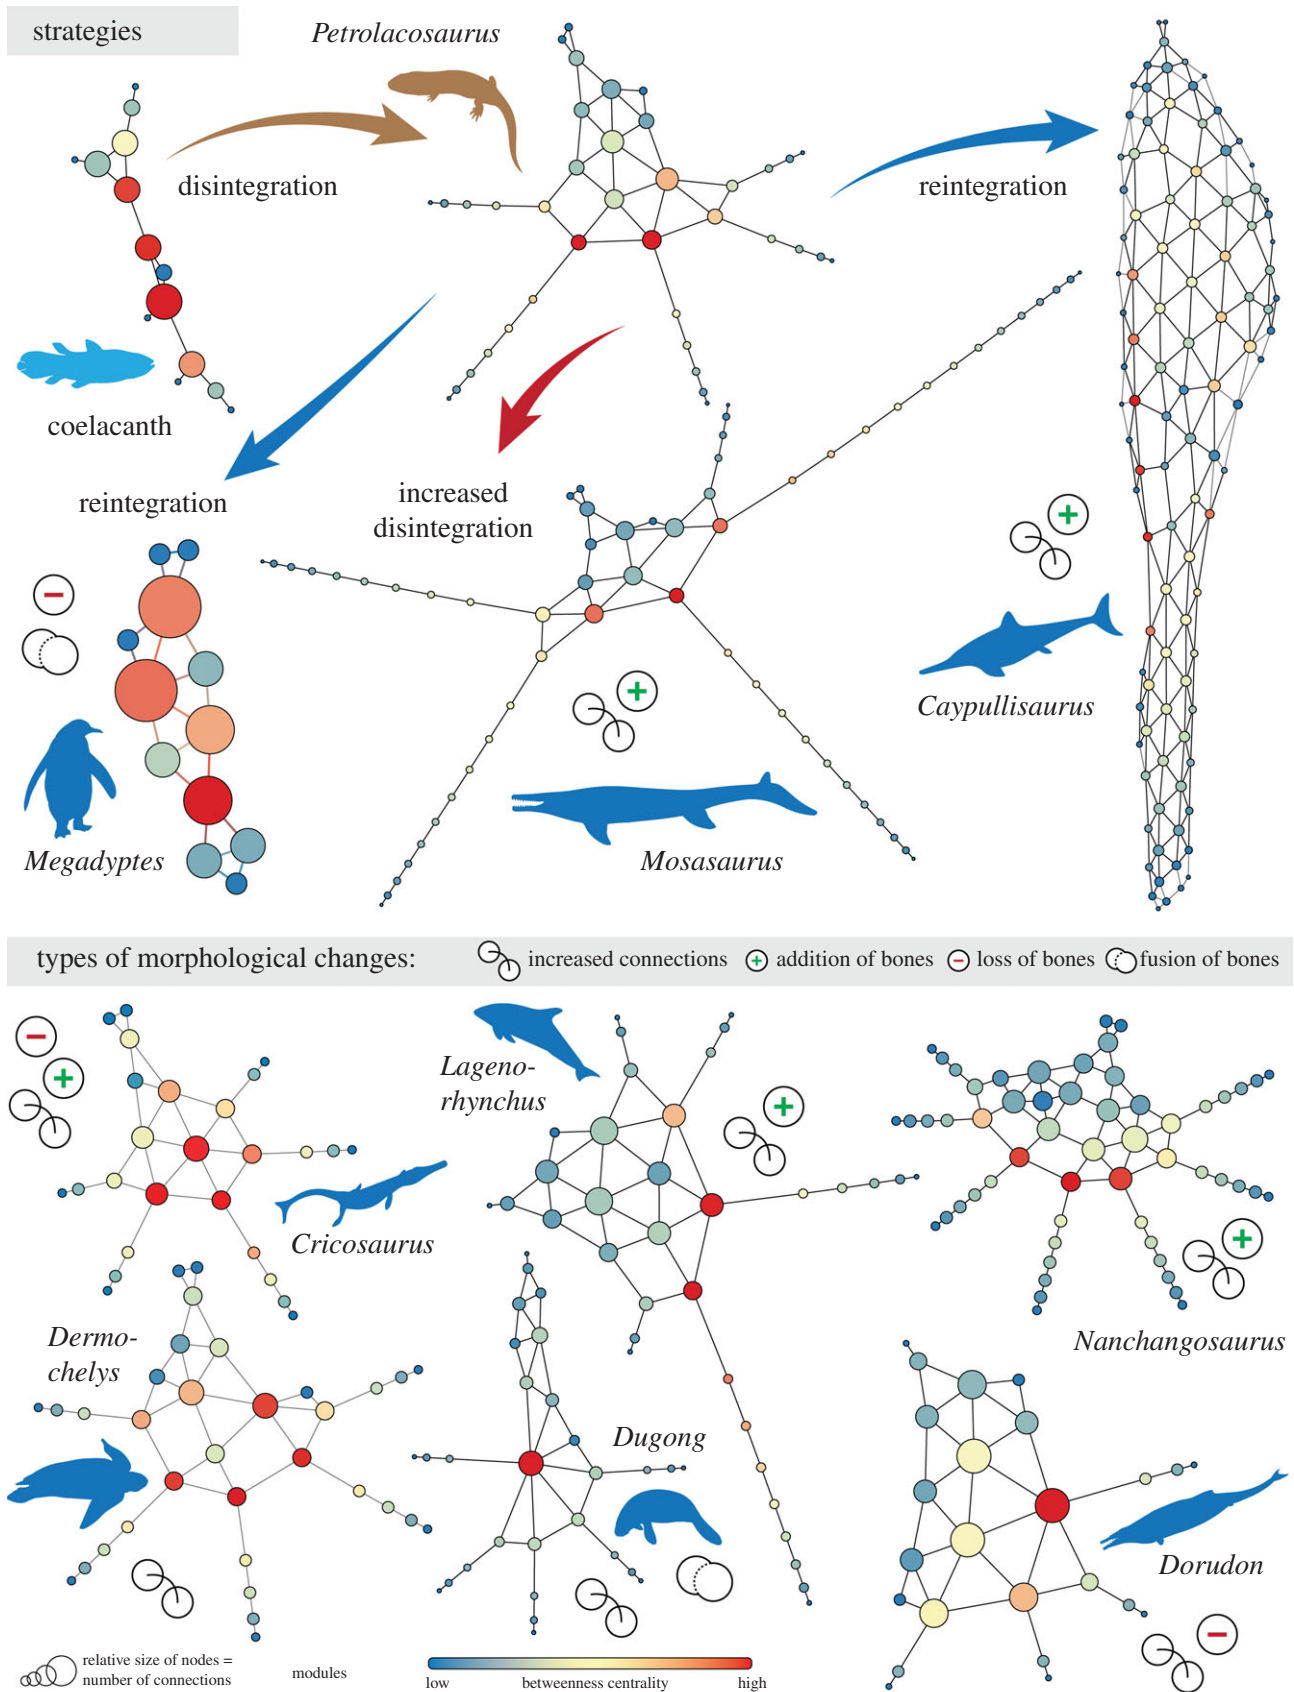 strategies
Petrolacosaurus
disintegration
reintegration
coelacanth
reintegration
increased
disintegration
Caypullisaurus
Megadyptes
Mosasaurus
types of morphological changes:
increased connections
addition of bones
loss of bones
fusion of bones
Lageno-
rhynchus
Cricosaurus
Nanchangosaurus
Dermo-
chelys
Dugong
Dorudon
relative size of nodes =
number of connections
modules
low
betweenness centrality
high